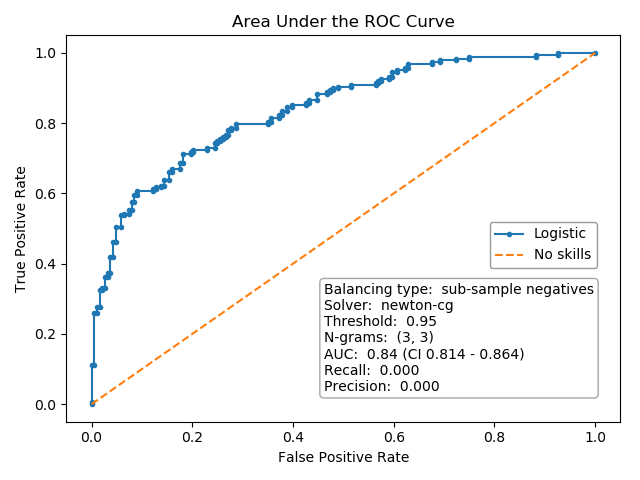 Area Under the ROC Curve
True Positive Rate
1.0
0.8
0.6
0.4
0.2
0.0
Logistic
No skills
Balancing type:  sub-sample negatives
Solver:  newton-cg
Threshold:  0.95
N-grams:  (3, 3)
AUC:  0.84 (CI 0.814 - 0.864)
Recall:  0.000
Precision:  0.000
0.0 0.2 0.4 0.6 0.8 1.0
False Positive Rate